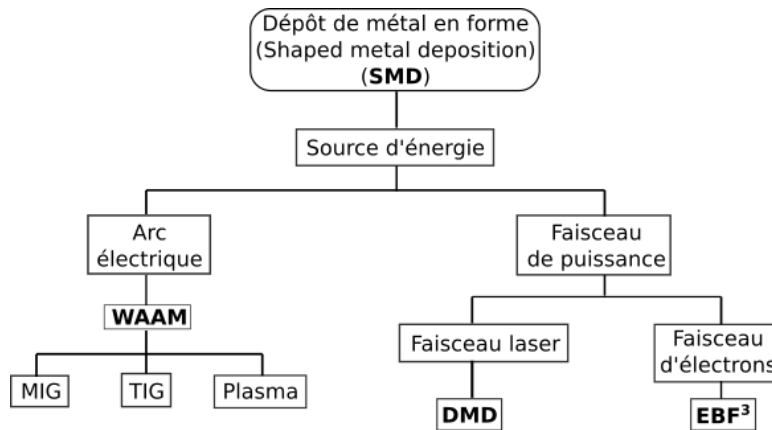 Dépôt de métal en forme
(Shaped metal deposition)
(SMD)
Source d'énergie
Arc
électrique
Faisceau
de puissance
WAAM
Faisceau laser
Faisceau
d'électrons
MIG
TIG
Plasma
DMD
EBF³